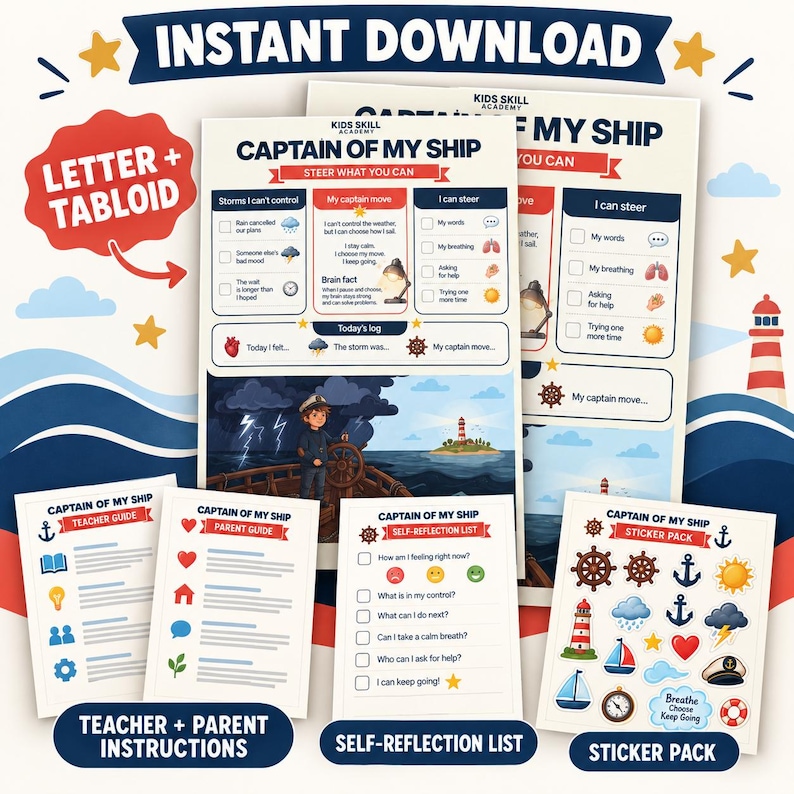 INSTANT DOWNLOAD
LETTER +
TABLOID
KIDS SKILL
ACADEMY
CAPTAIN OF MY SHIP
STEER WHAT YOU CAN
Storms I can't control
Rain cancelled
our plans
Someone else's
bad mood
The wait
is longer than
I hoped
My captain move
I can't control the weather,
but I can choose how I sail.
I stay calm.
I choose my move.
I keep going.
Brain fact
When I pause and choose,
my brain stays strong
and can solve problems.
I can steer
My words
My breathing
Asking
for help
Trying one
more time
Today's log
Today I felt...
The storm was...
My captain move...
KIDS SKILL
ACADEMY
F MY SHIP
YOU CAN
ove
ather,
I sail.
I can steer
My words
My breathing
Asking
for help
Trying one
more time
My captain move...
CAPTAIN OF MY SHIP
TEACHER GUIDE
CAPTAIN OF MY SHIP
PARENT GUIDE
CAPTAIN OF MY SHIP
SELF-REFLECTION LIST
How am I feeling right now?
What is in my control?
What can I do next?
Can I take a calm breath?
Who can I ask for help?
I can keep going!
CAPTAIN OF MY SHIP
STICKER PACK
Breathe
Choose
Keep Going
TEACHER + PARENT
INSTRUCTIONS
SELF-REFLECTION LIST
STICKER PACK